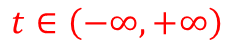 t ∈ (−∞, +∞)